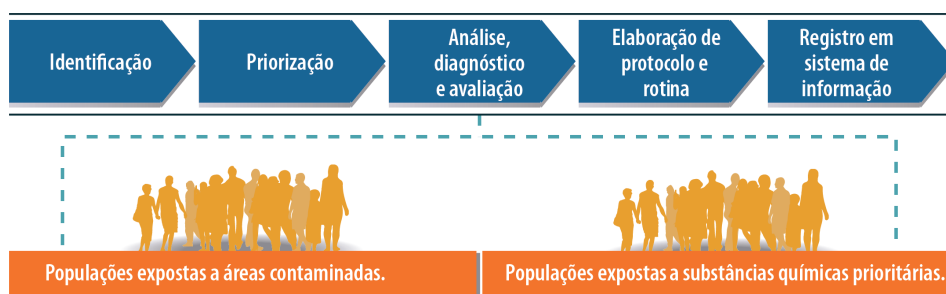 Identificação
Priorização
Análise,
diagnóstico
e avaliação
Elaboração de
protocolo e
rotina
Registro em
sistema de
informação
Populações expostas a áreas contaminadas.
Populações expostas a substâncias químicas prioritárias.